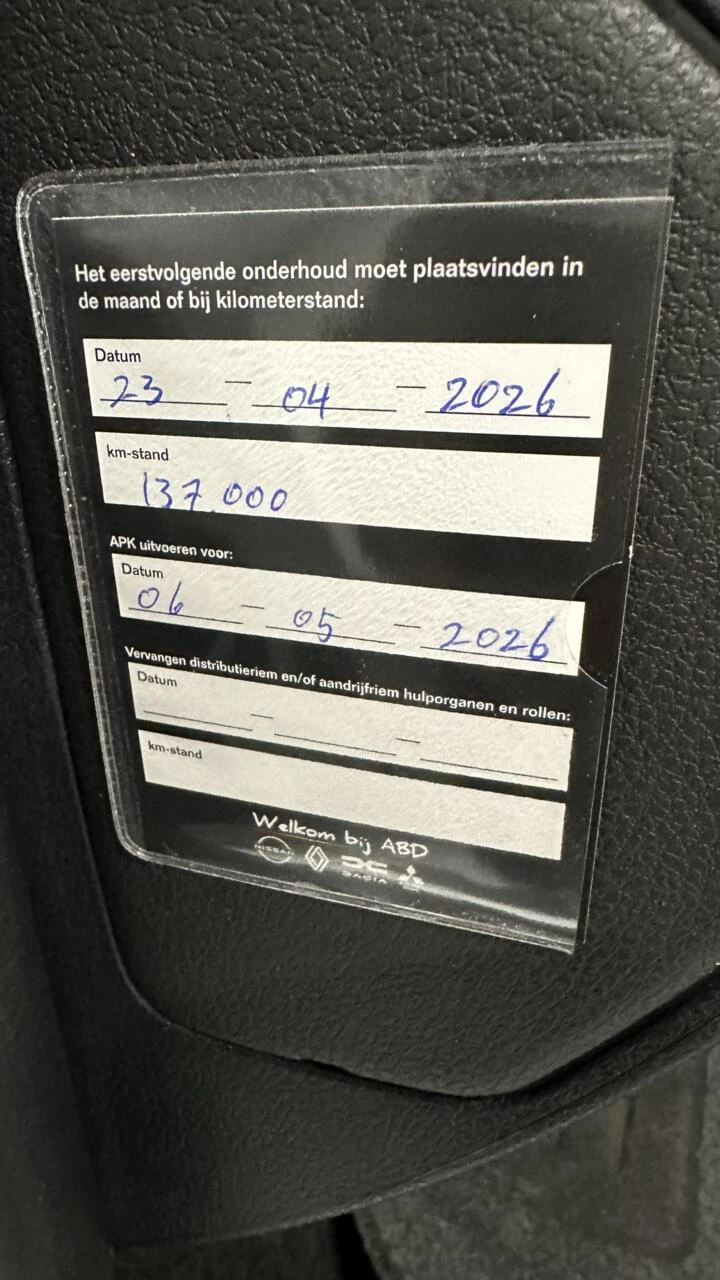 Het eerstvolgende onderhoud moet plaatsvinden in
de maand of bij kilometerstand:
Datum
23 – 04 – 2026
km-stand
137.000
APK uitvoeren voor:
Datum
06 – 05 – 2026
Vervangen distributieriem en/of aandrijfriem hulporganen en rollen:
Datum
– –
km-stand
Welkom bij ABD
NISSAN DACIA